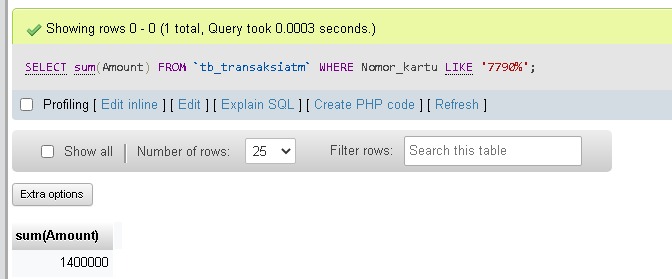 Showing rows 0 - 0 (1 total, Query took 0.0003 seconds.)
SELECT sum(Amount) FROM `tb_transaksiatm` WHERE Nomor_kartu LIKE '7790%';
Profiling [ Edit inline ] [ Edit ] [ Explain SQL ] [ Create PHP code ] [ Refresh ]
Show all | Number of rows: 25 Filter rows: Search this table
Extra options
sum(Amount)
1400000